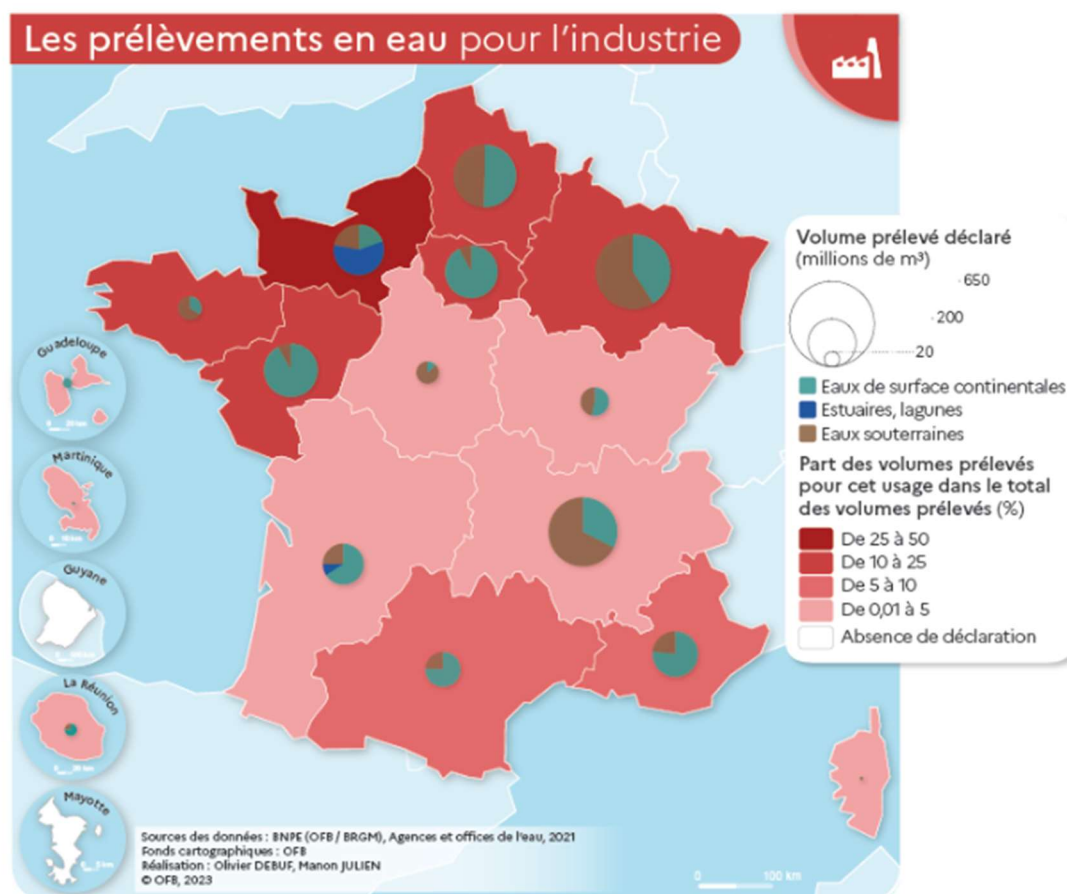 Les prélèvements en eau pour l'industrie
Volume prélevé déclaré
(millions de m³)
650
200
20
Eaux de surface continentales
Estuaires, lagunes
Eaux souterraines
Part des volumes prélevés
pour cet usage dans le total
des volumes prélevés (%)
De 25 à 50
De 10 à 25
De 5 à 10
De 0,01 à 5
Absence de déclaration
Guadeloupe
Martinique
Guyane
La Réunion
Mayotte
Sources des données : BNPE (OFB / BRGM), Agences et offices de l'eau, 2021
Fonds cartographiques : OFB
Réalisation : Olivier DEBUF, Manon JULIEN
© OFB, 2023
0 100 km